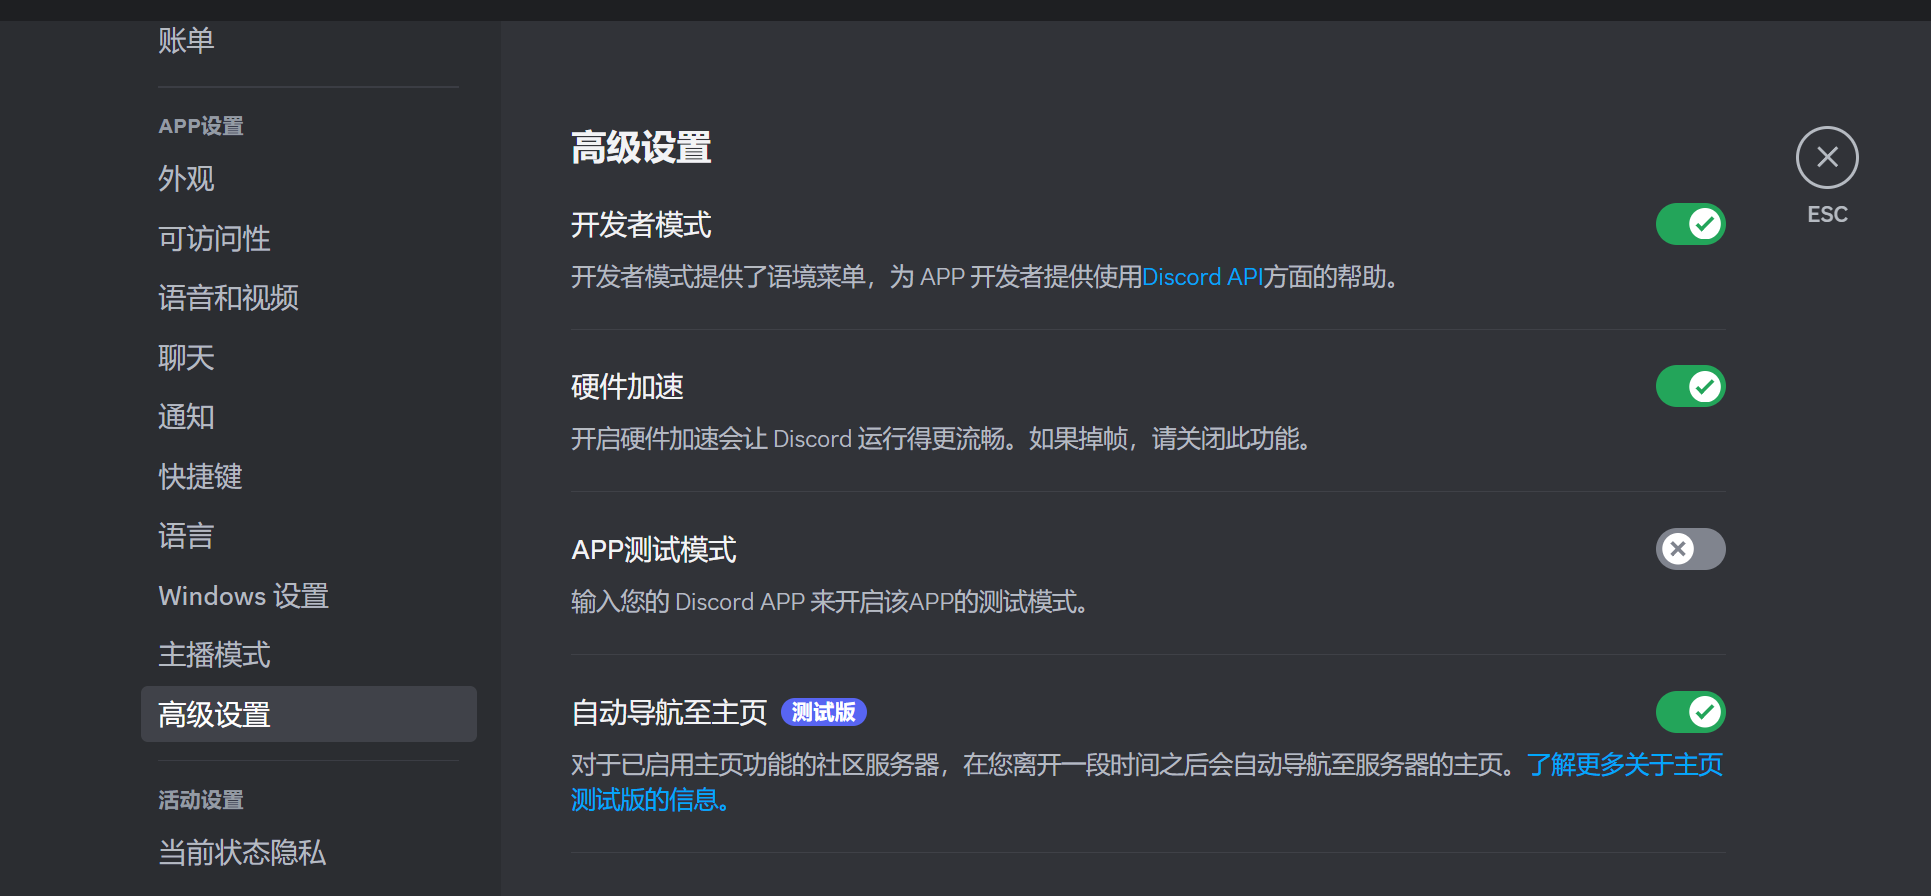 账单
APP设置
外观
可访问性
语音和视频
聊天
通知
快捷键
语言
Windows 设置
主播模式
高级设置
活动设置
当前状态隐私
高级设置
开发者模式
开发者模式提供了语境菜单，为 APP 开发者提供使用Discord API方面的帮助。
硬件加速
开启硬件加速会让 Discord 运行得更流畅。如果掉帧，请关闭此功能。
APP测试模式
输入您的 Discord APP 来开启该APP的测试模式。
自动导航至主页 测试版
对于已启用主页功能的社区服务器，在您离开一段时间之后会自动导航至服务器的主页。了解更多关于主页
测试版的信息。
ESC